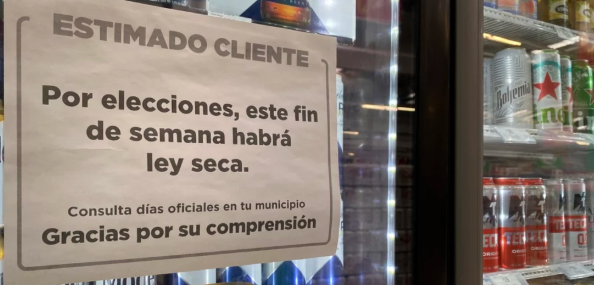 ESTIMADO CLIENTE
Por elecciones, este fin
de semana habrá
ley seca.
Consulta días oficiales en tu municipio
Gracias por su comprensión
Bohemia